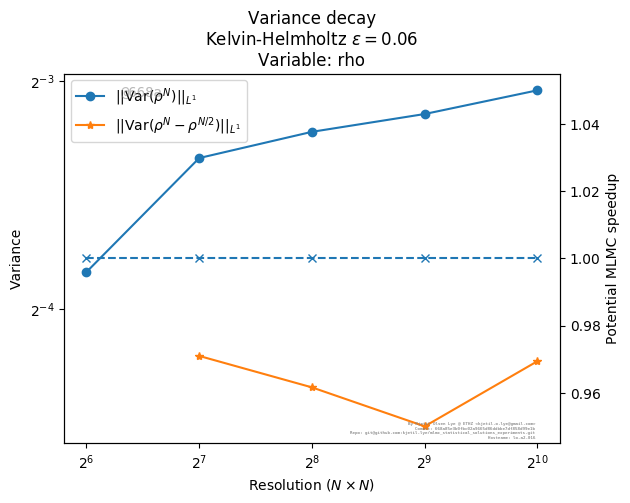 Variance decay
Kelvin-Helmholtz ε = 0.06
Variable: rho
||Var(ρ^N)||_{L^1}
||Var(ρ^N − ρ^{N/2})||_{L^1}
2^{-3}
2^{-4}
Variance
1.04
1.02
1.00
0.98
0.96
Potential MLMC speedup
2^6 2^7 2^8 2^9 2^10
Resolution (N × N)